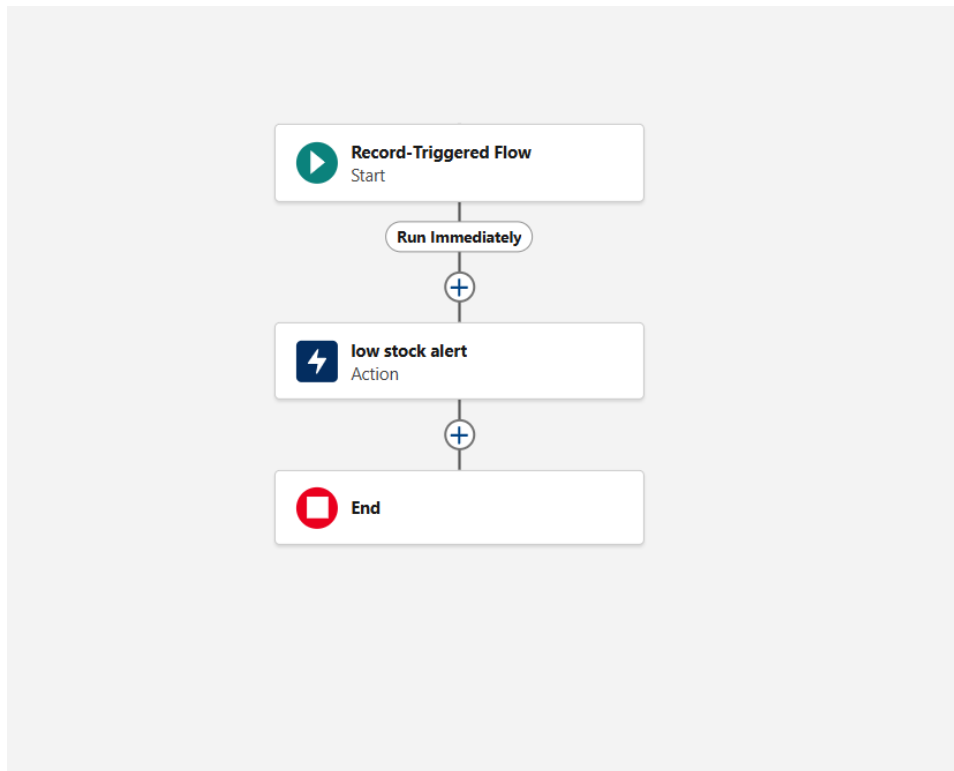 Record-Triggered Flow
Start
Run Immediately
low stock alert
Action
End